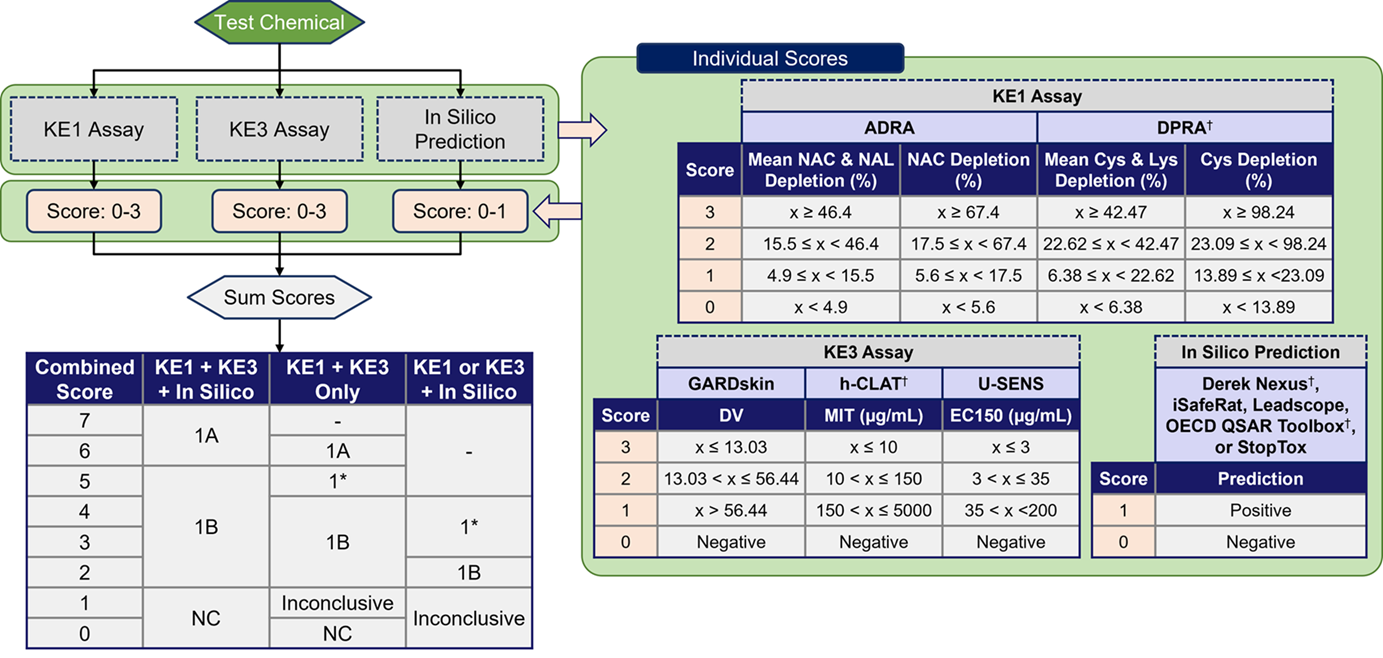 Test Chemical
KE1 Assay
KE3 Assay
In Silico
Prediction
Score: 0-3
Score: 0-3
Score: 0-1
Sum Scores
Combined
Score
KE1 + KE3
+ In Silico
KE1 + KE3
Only
KE1 or KE3
+ In Silico
7
1A
-
-
6
1A
5
1B
1*
4
1B
1*
3
2
1B
1
NC
Inconclusive
Inconclusive
0
NC
Individual Scores
KE1 Assay
ADRA
DPRA†
Score
Mean NAC & NAL
Depletion (%)
NAC Depletion
(%)
Mean Cys & Lys
Depletion (%)
Cys Depletion
(%)
3
x ≥ 46.4
x ≥ 67.4
x ≥ 42.47
x ≥ 98.24
2
15.5 ≤ x < 46.4
17.5 ≤ x < 67.4
22.62 ≤ x < 42.47
23.09 ≤ x < 98.24
1
4.9 ≤ x < 15.5
5.6 ≤ x < 17.5
6.38 ≤ x < 22.62
13.89 ≤ x <23.09
0
x < 4.9
x < 5.6
x < 6.38
x < 13.89
KE3 Assay
GARDskin
h-CLAT†
U-SENS
Score
DV
MIT (µg/mL)
EC150 (µg/mL)
3
x ≤ 13.03
x ≤ 10
x ≤ 3
2
13.03 < x ≤ 56.44
10 < x ≤ 150
3 < x ≤ 35
1
x > 56.44
150 < x ≤ 5000
35 < x <200
0
Negative
Negative
Negative
In Silico Prediction
Derek Nexus†,
iSafeRat, Leadscope,
OECD QSAR Toolbox†,
or StopTox
Score
Prediction
1
Positive
0
Negative